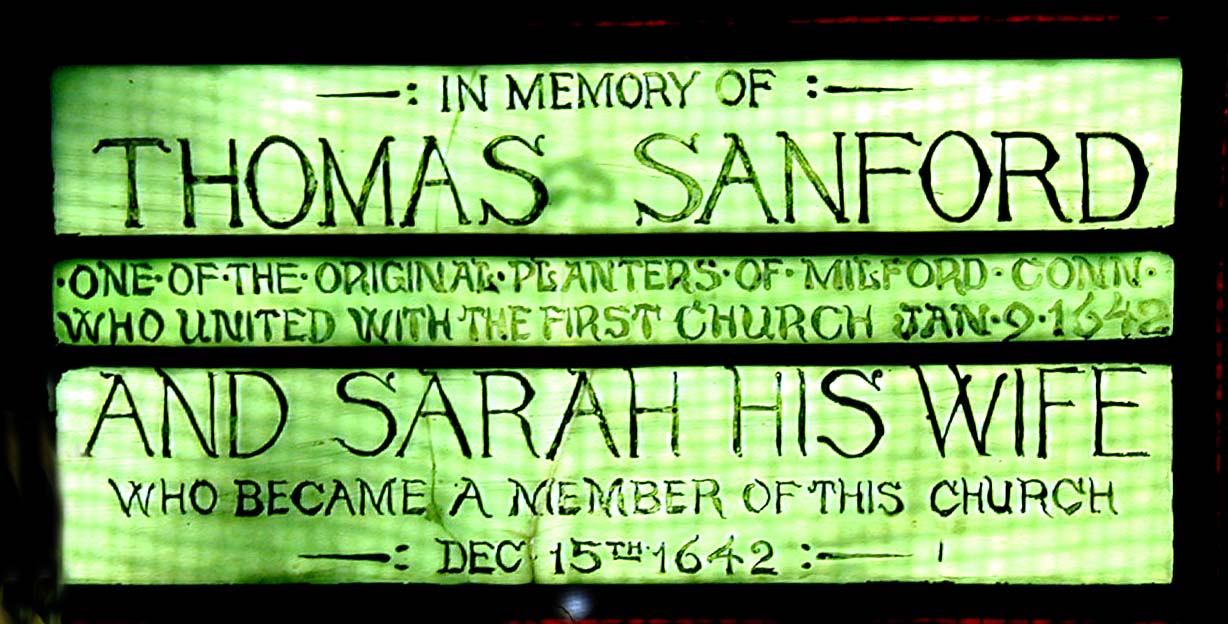 —: IN MEMORY OF :—
THOMAS SANFORD
·ONE·OF·THE·ORIGINAL·PLANTERS·OF·MILFORD·CONN·
WHO UNITED WITH THE FIRST CHURCH JAN·9·1642
AND SARAH HIS WIFE
WHO BECAME A MEMBER OF THIS CHURCH
—: DEC 15TH 1642 :—